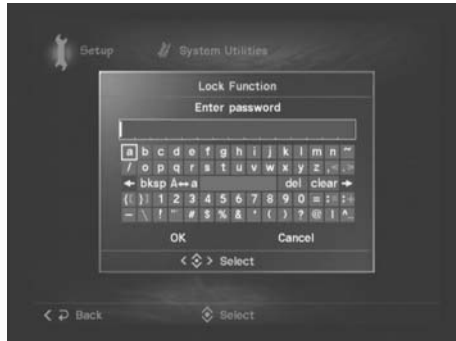 Setup
System Utilities
Lock Function
Enter password
a b c d e f g h i j k l m n
/ o p q r s t u v w x y z
bksp A↔a del clear
1 2 3 4 5 6 7 8 9 0 =
# $ % & ' ( ) ? @
OK Cancel
Select
Back Select